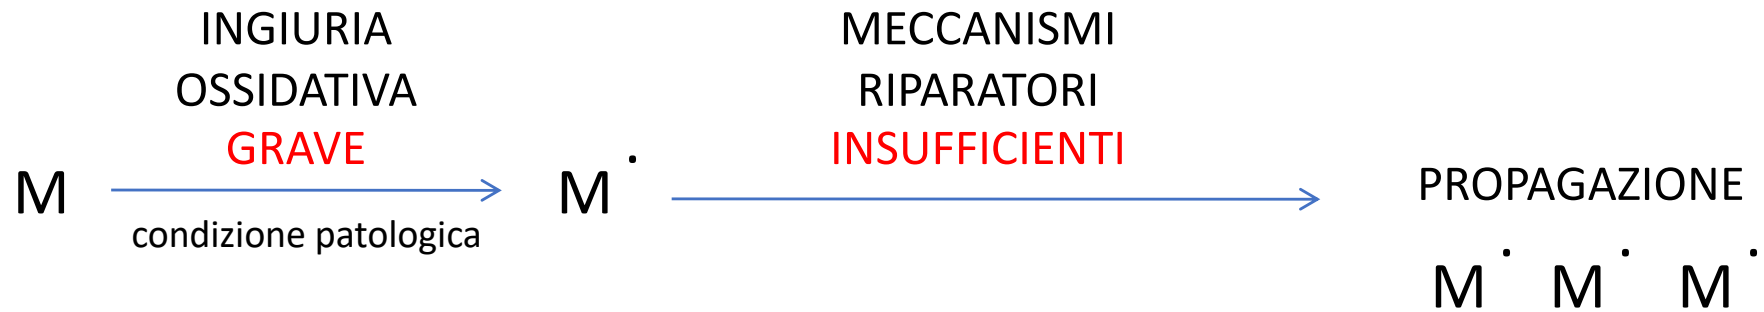 INGIURIA
OSSIDATIVA
GRAVE
M
condizione patologica
M ·
MECCANISMI
RIPARATORI
INSUFFICIENTI
PROPAGAZIONE
M · M · M ·